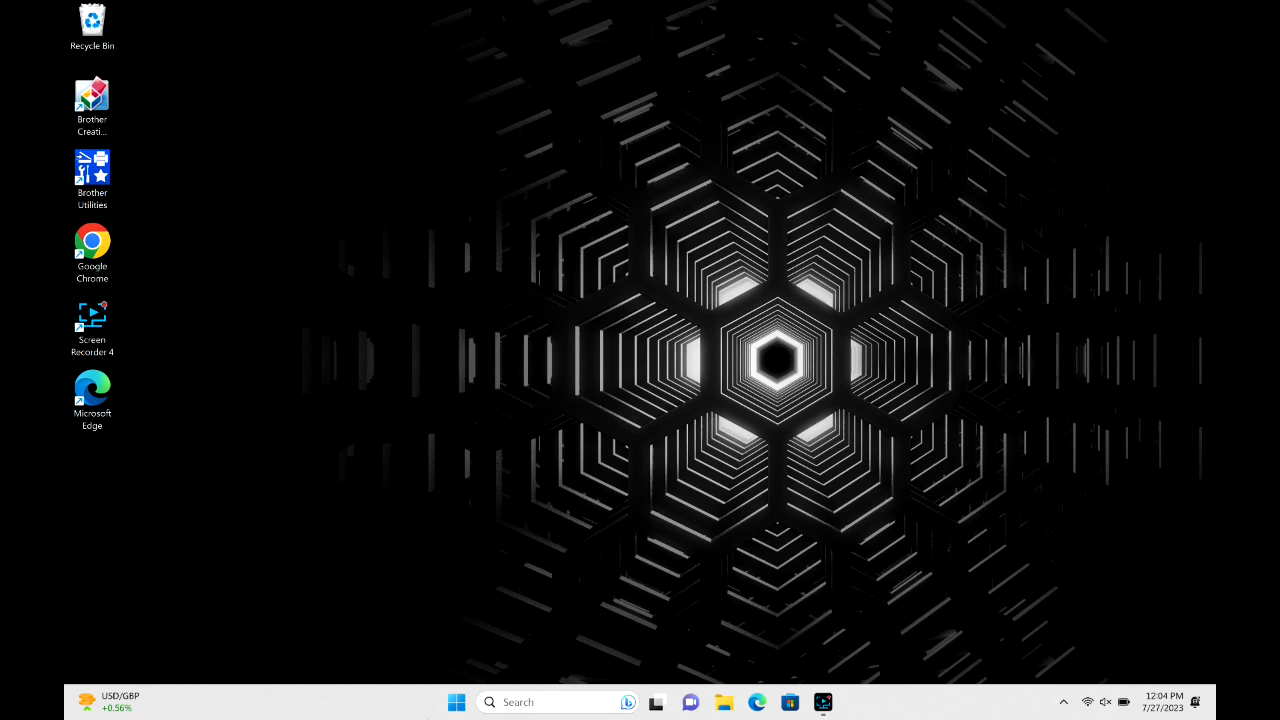 Recycle Bin
Brother
Creati...
Brother
Utilities
Google
Chrome
Screen
Recorder 4
Microsoft
Edge
USD/GBP
+0.56%
Search
12:04 PM
7/27/2023